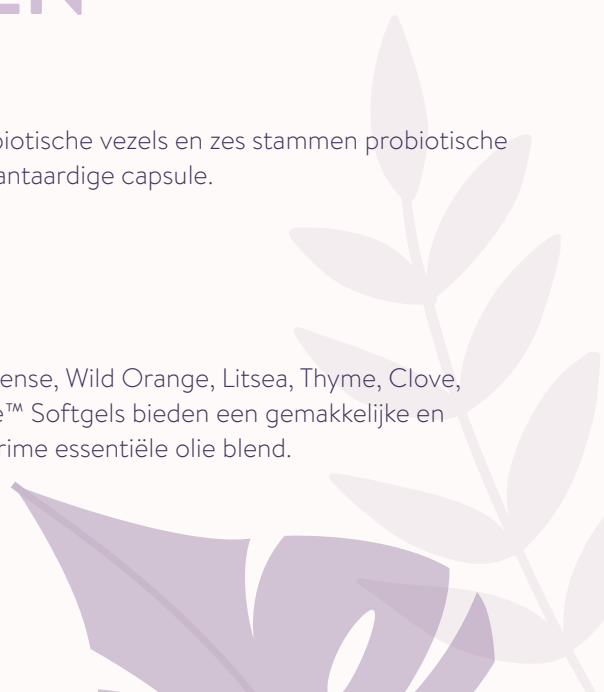 biotische vezels en zes stammen probiotische
antaardige capsule.
ense, Wild Orange, Litsea, Thyme, Clove,
e™ Softgels bieden een gemakkelijke en
rime essentiële olie blend.